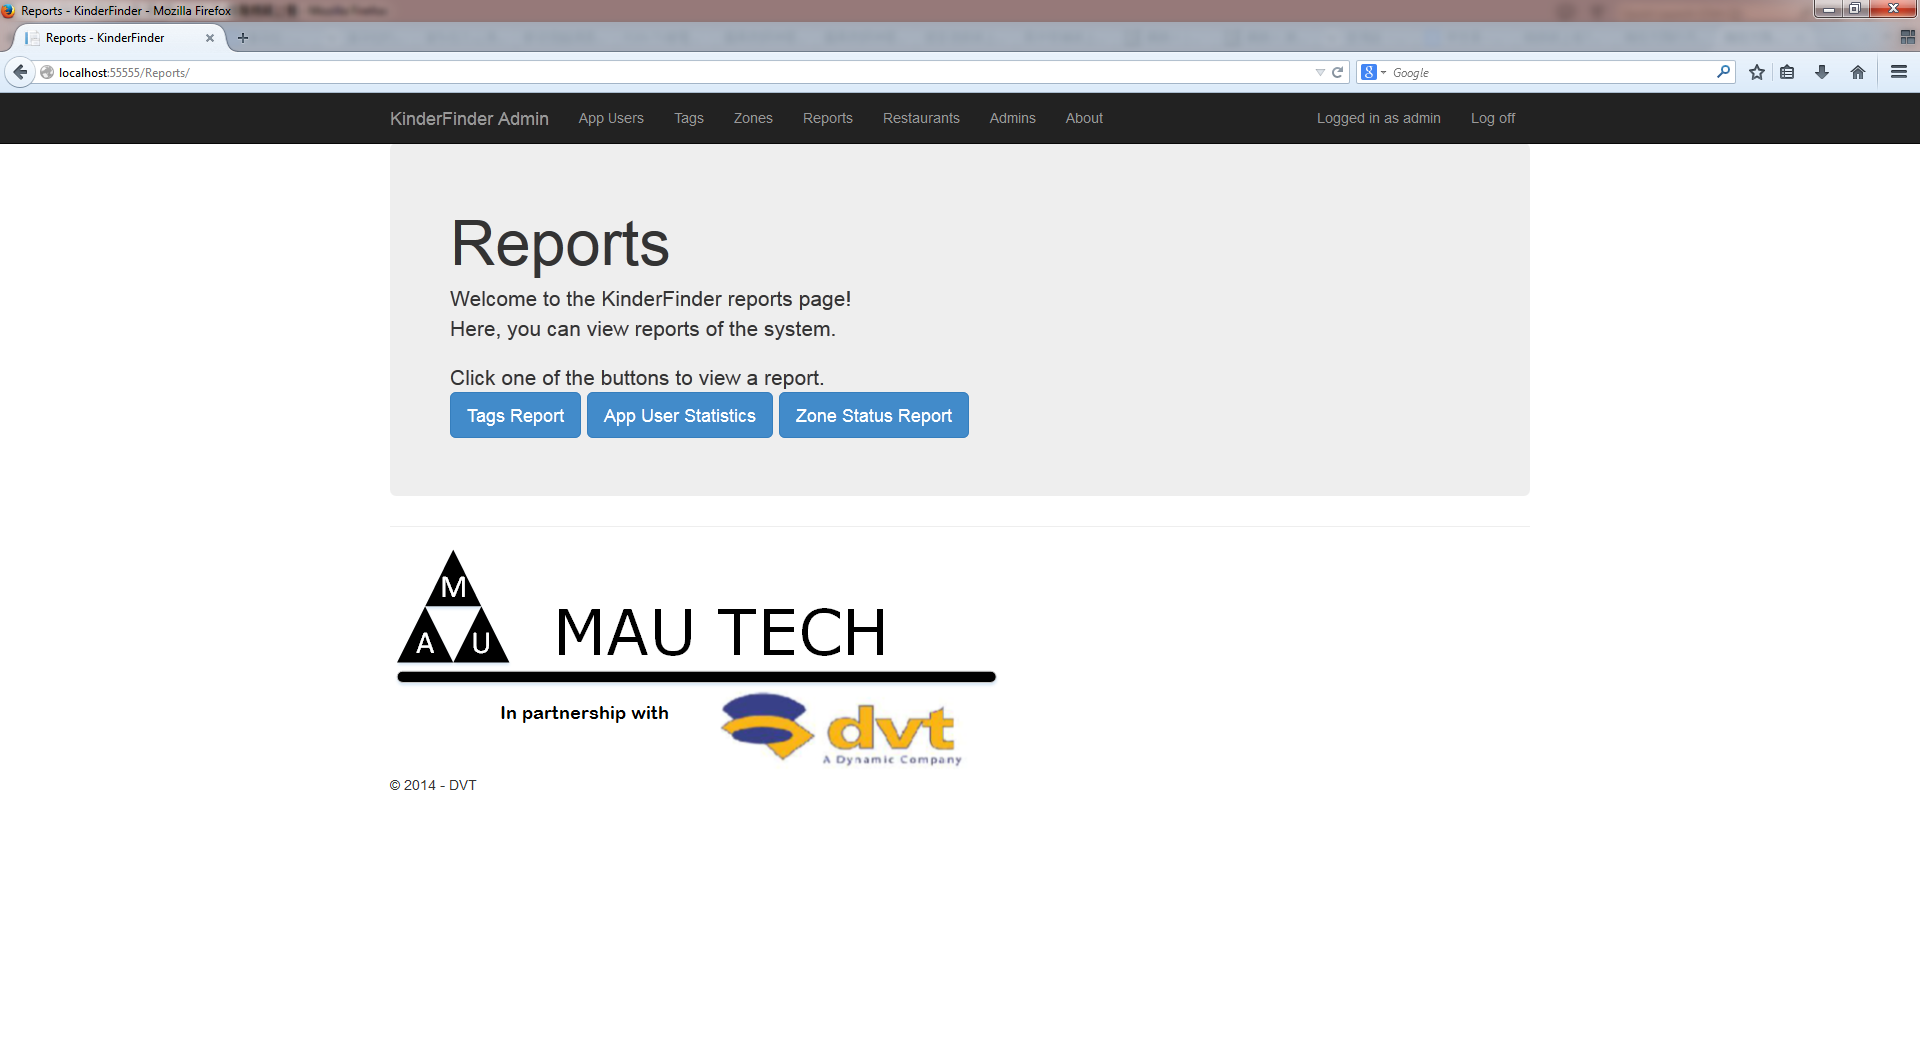 Reports - KinderFinder - Mozilla Firefox
Reports - KinderFinder
localhost:55555/Reports/
Google
KinderFinder Admin App Users Tags Zones Reports Restaurants Admins About Logged in as admin Log off
Reports
Welcome to the KinderFinder reports page!
Here, you can view reports of the system.
Click one of the buttons to view a report.
Tags Report App User Statistics Zone Status Report
M
A U
MAU TECH
In partnership with
dvt
A Dynamic Company
© 2014 - DVT